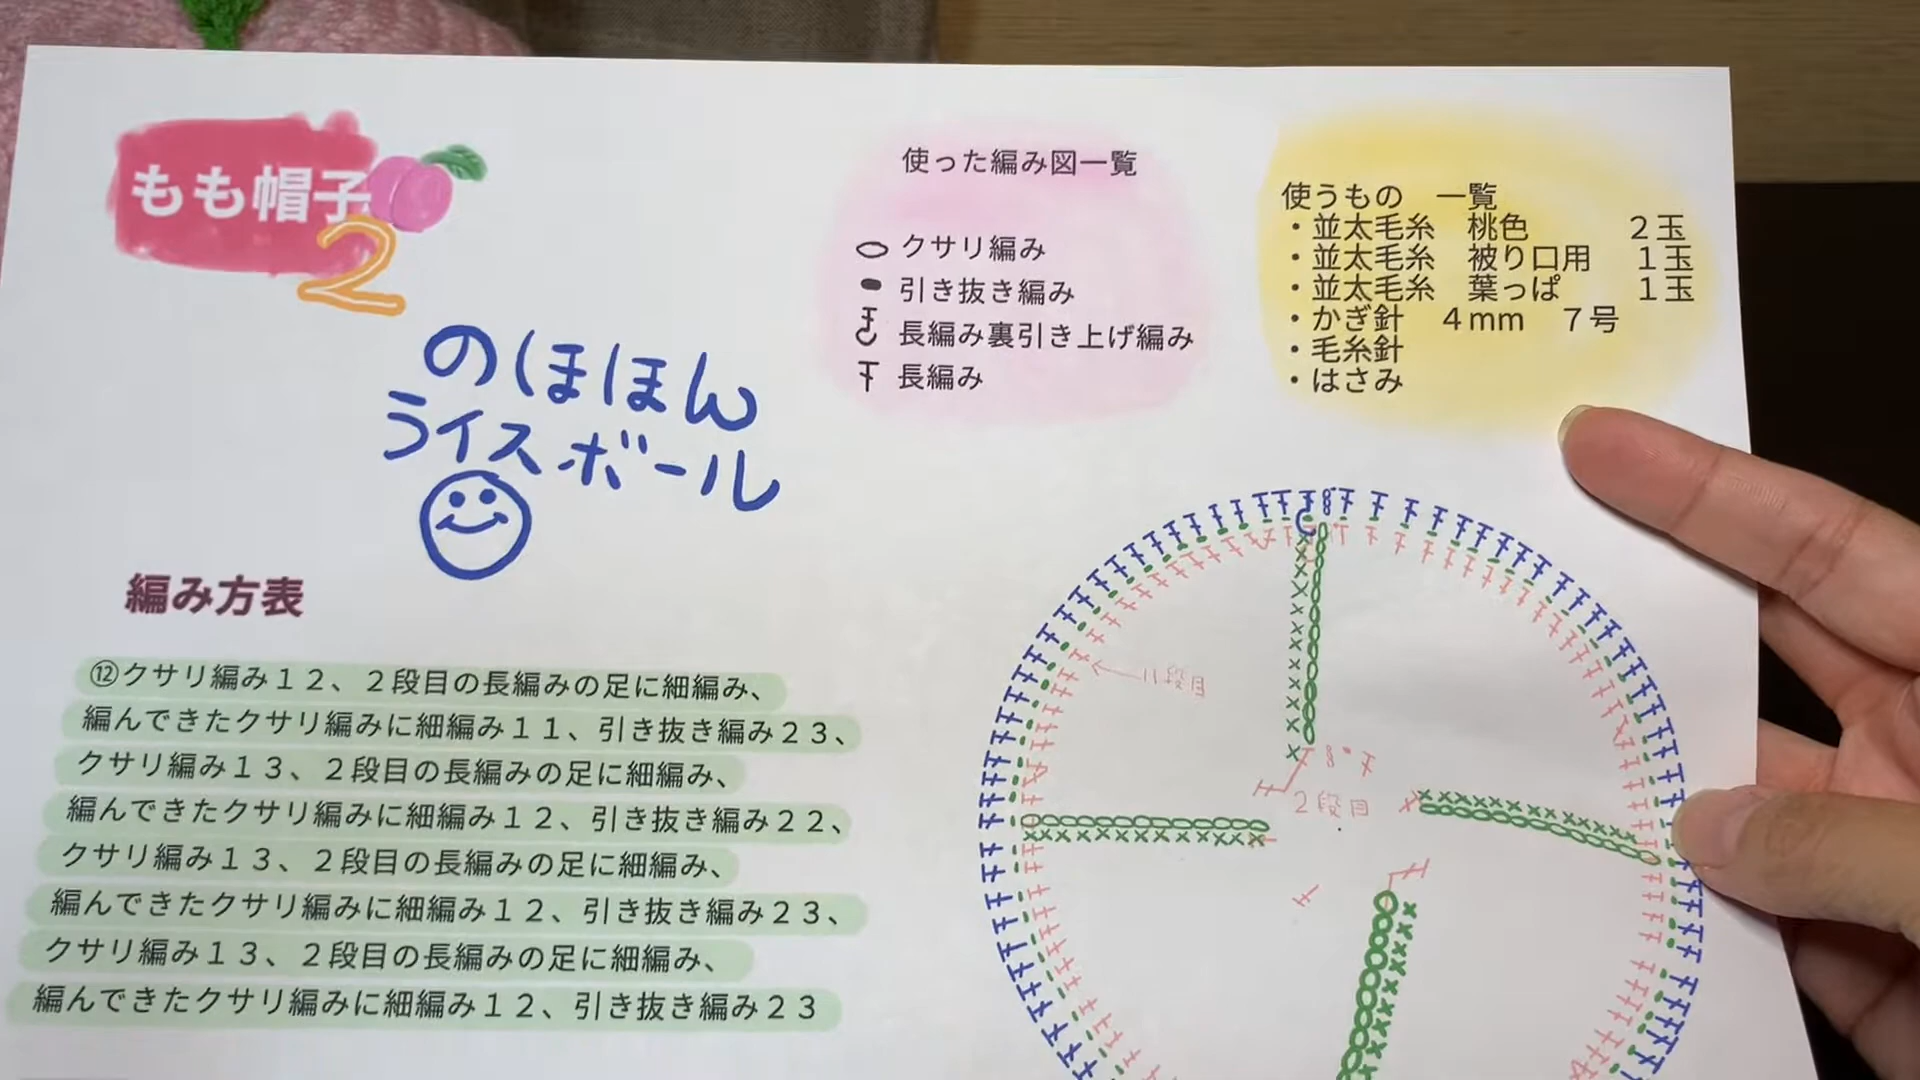 もも帽子
2
のほほん
ライスボール
使った編み図一覧
クサリ編み
引き抜き編み
長編み裏引き上げ編み
長編み
使うもの　一覧
・並太毛糸　桃色　２玉
・並太毛糸　被り口用　１玉
・並太毛糸　葉っぱ　１玉
・かぎ針　４mm　７号
・毛糸針
・はさみ
編み方表
⑫クサリ編み１２、２段目の長編みの足に細編み、
編んできたクサリ編みに細編み１１、引き抜き編み２３、
クサリ編み１３、２段目の長編みの足に細編み、
編んできたクサリ編みに細編み１２、引き抜き編み２２、
クサリ編み１３、２段目の長編みの足に細編み、
編んできたクサリ編みに細編み１２、引き抜き編み２３、
クサリ編み１３、２段目の長編みの足に細編み、
編んできたクサリ編みに細編み１２、引き抜き編み２３
11段目
2段目